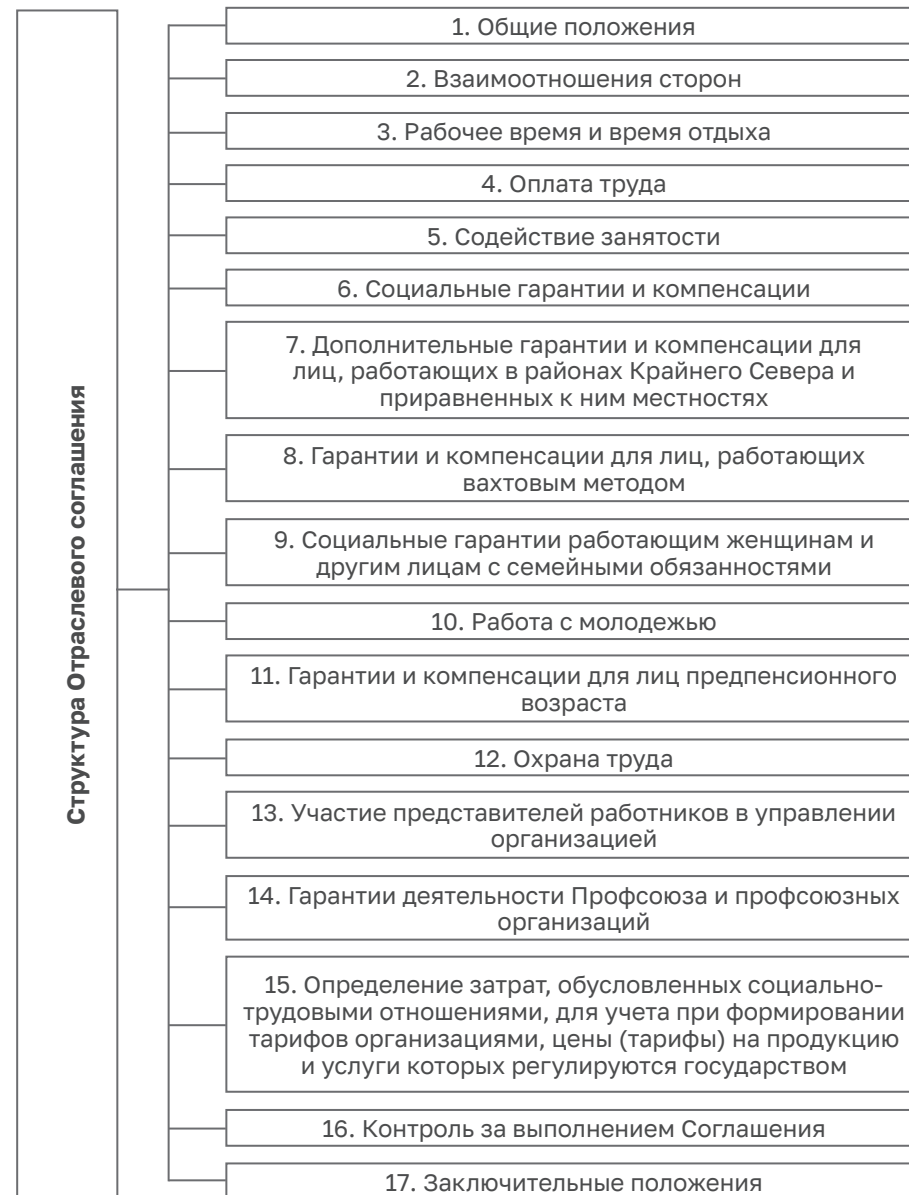 Структура Отраслевого соглашения
1. Общие положения
2. Взаимоотношения сторон
3. Рабочее время и время отдыха
4. Оплата труда
5. Содействие занятости
6. Социальные гарантии и компенсации
7. Дополнительные гарантии и компенсации для
лиц, работающих в районах Крайнего Севера и
приравненных к ним местностях
8. Гарантии и компенсации для лиц, работающих
вахтовым методом
9. Социальные гарантии работающим женщинам и
другим лицам с семейными обязанностями
10. Работа с молодежью
11. Гарантии и компенсации для лиц предпенсионного
возраста
12. Охрана труда
13. Участие представителей работников в управлении
организацией
14. Гарантии деятельности Профсоюза и профсоюзных
организаций
15. Определение затрат, обусловленных социально-
трудовыми отношениями, для учета при формировании
тарифов организациями, цены (тарифы) на продукцию
и услуги которых регулируются государством
16. Контроль за выполнением Соглашения
17. Заключительные положения